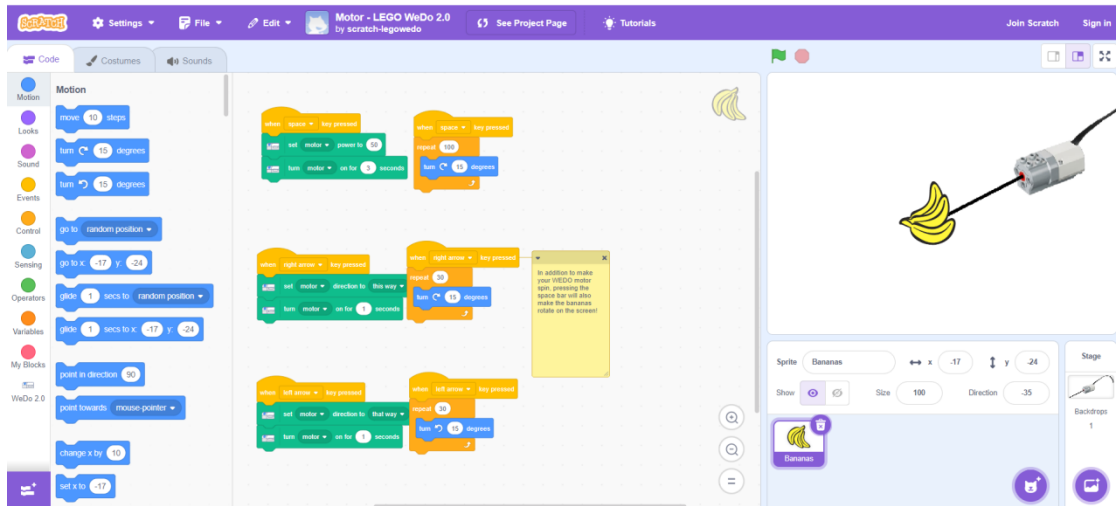 SCRATCH
Settings
File
Edit
Motor - LEGO WeDo 2.0
by scratch-legowedo
See Project Page
Tutorials
Join Scratch
Sign in
Code
Costumes
Sounds
Motion
Looks
Sound
Events
Control
Sensing
Operators
Variables
My Blocks
WeDo 2.0
Motion
move 10 steps
turn 15 degrees
turn 15 degrees
go to random position
go to x: -17 y: -24
glide 1 secs to random position
glide 1 secs to x: -17 y: -24
point in direction 90
point towards mouse-pointer
change x by 10
set x to -17
when space key pressed
set motor power to 50
turn motor on for 3 seconds
when space key pressed
repeat 100
turn 15 degrees
when right arrow key pressed
set motor direction to this way
turn motor on for 1 seconds
when right arrow key pressed
repeat 30
turn 15 degrees
In addition to make
your WEDO motor
spin, pressing the
space bar will also
make the bananas
rotate on the screen!
when left arrow key pressed
set motor direction to that way
turn motor on for 1 seconds
when left arrow key pressed
repeat 30
turn 15 degrees
Sprite Bananas x -17 y -24
Show Size 100 Direction -35
Bananas
Stage
Backdrops
1